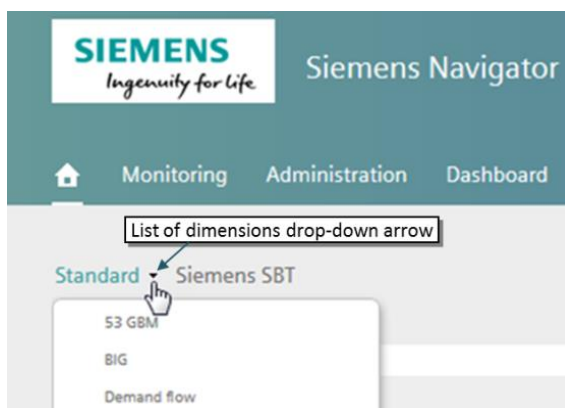 SIEMENS
Ingenuity for life
Siemens Navigator
Monitoring Administration Dashboard
List of dimensions drop-down arrow
Standard Siemens SBT
53 GBM
BIG
Demand flow